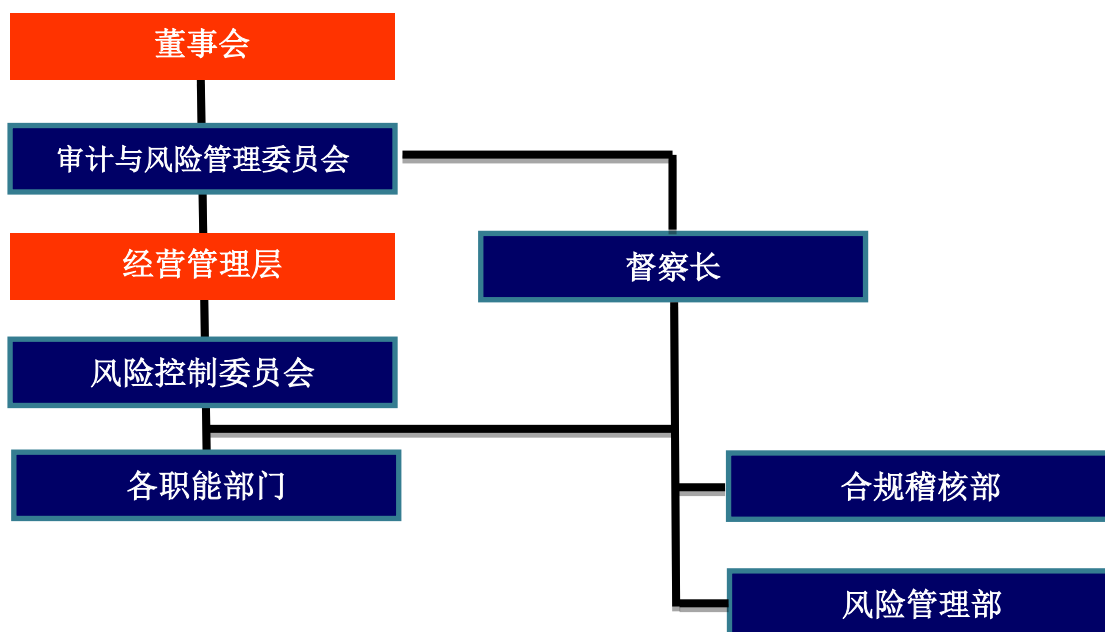 董事会
审计与风险管理委员会
经营管理层
督察长
风险控制委员会
各职能部门
合规稽核部
风险管理部